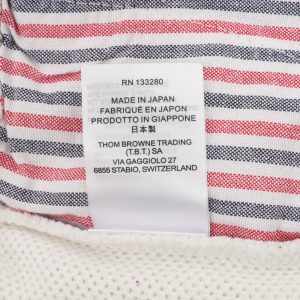 RN 133280
MADE IN JAPAN
FABRIQUÉ EN JAPON
PRODOTTO IN GIAPPONE
日本製
THOM BROWNE TRADING
(T.B.T.) SA
VIA GAGGIOLO 27
6855 STABIO, SWITZERLAND